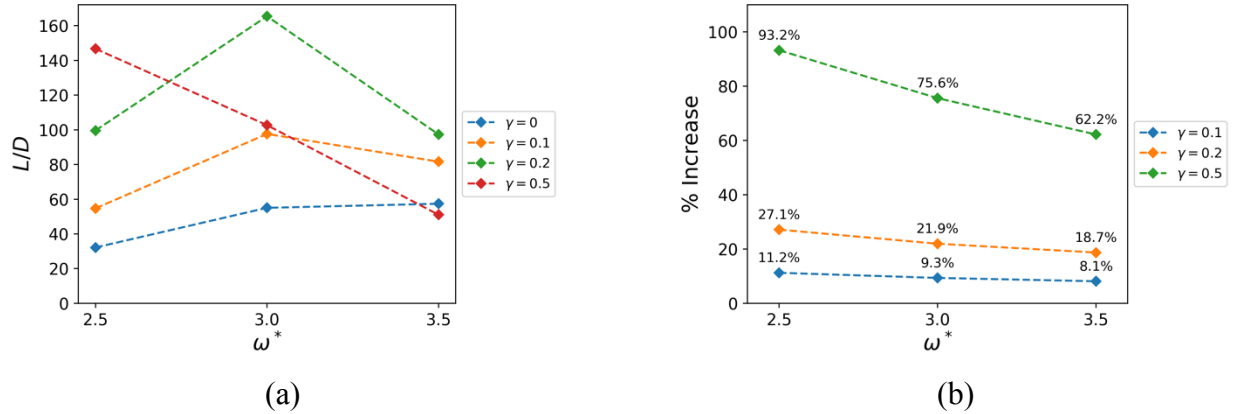 160
140
120
100
80
60
40
20
0
L/D
2.5 3.0 3.5
ω*
γ = 0
γ = 0.1
γ = 0.2
γ = 0.5
(a)
100
80
60
40
20
0
% Increase
93.2%
75.6%
62.2%
27.1%
21.9%
18.7%
11.2%
9.3%
8.1%
2.5 3.0 3.5
ω*
γ = 0.1
γ = 0.2
γ = 0.5
(b)